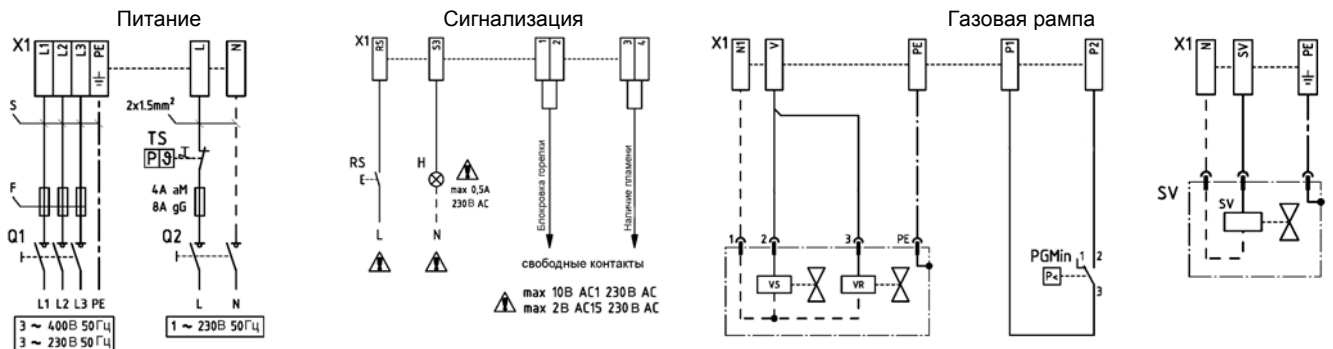 Питание
X1 L1 L2 L3 PE L N
S
2x1.5mm²
TS
P ϑ
F
4A aM
8A gG
Q1
Q2
L1 L2 L3 PE
L N
3 ~ 400В 50Гц
3 ~ 230В 50Гц
1 ~ 230В 50Гц
Сигнализация
X1 RS S3 1 2 3 4
RS
E
H
max 0,5A
230В AC
L
N
Блокровка горепки
Наличие ппамени
свободные контакты
max 10В AC1 230В AC
max 2В AC15 230В AC
Газовая рампа
X1 N1 V PE P1 P2
1 2 3 PE
VS
VR
PGMin
P<
1 2
3
X1 N SV PE
SV
SV